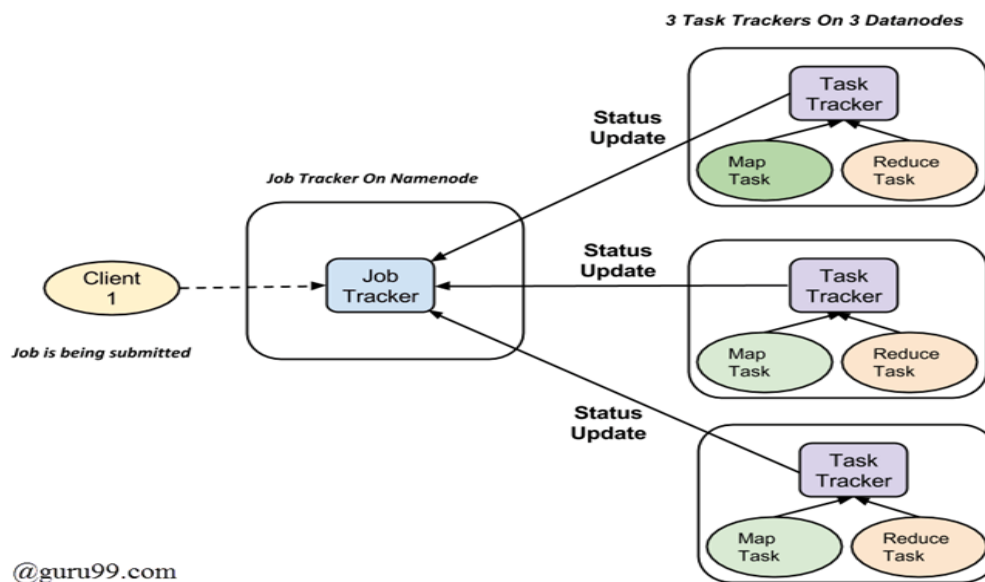 3 Task Trackers On 3 Datanodes
Task
Tracker
Status
Update
Map
Task
Reduce
Task
Job Tracker On Namenode
Status
Update
Task
Tracker
Client
1
Job
Tracker
Job is being submitted
Map
Task
Reduce
Task
Status
Update
Task
Tracker
Map
Task
Reduce
Task
@guru99.com